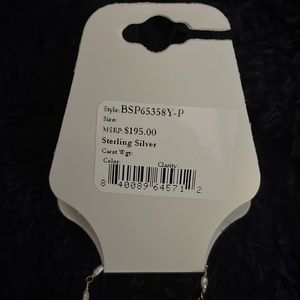 Style: BSP65358Y-P
Size:
MSRP: $195.00
Sterling Silver
Carat Wgt:
Color: Clarity:
8 40089 64571 2